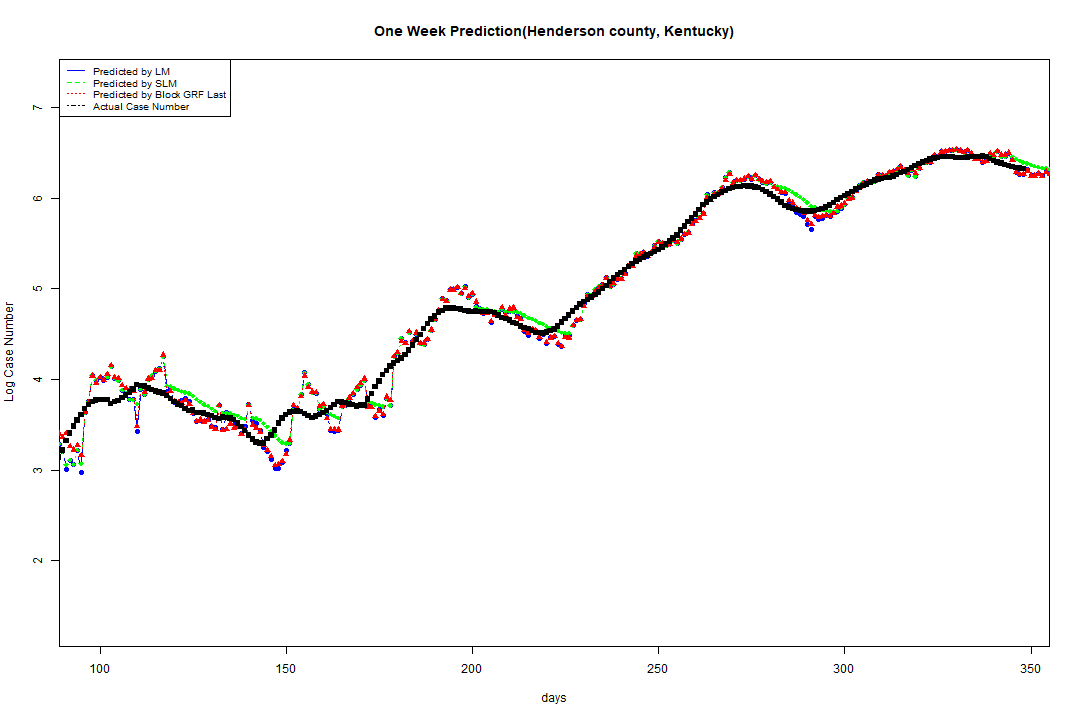 One Week Prediction(Henderson county, Kentucky)
Predicted by LM
Predicted by SLM
Predicted by Block GRF Last
Actual Case Number
7
6
5
4
3
2
Log Case Number
100 150 200 250 300 350
days